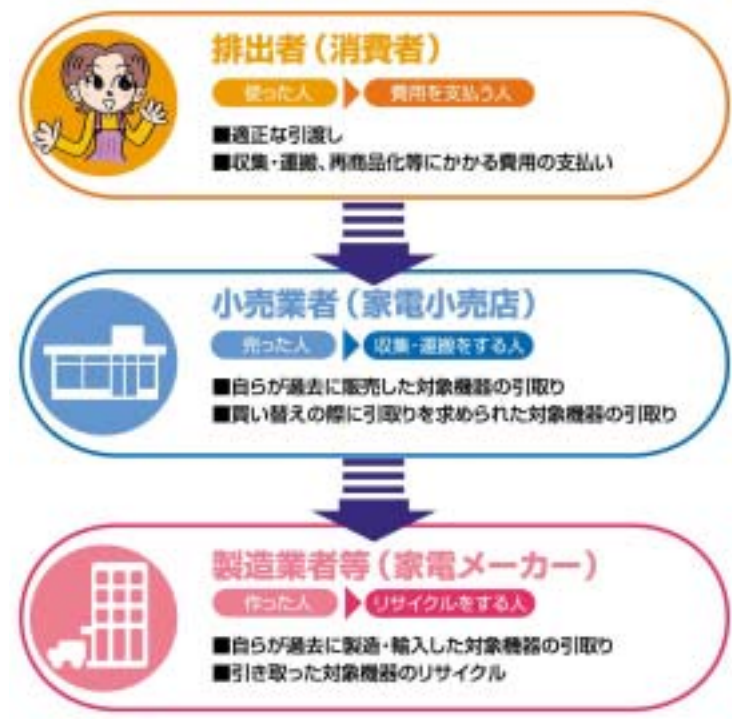 排出者(消費者)
使った人 費用を支払う人
■適正な引渡し
■収集・運搬、再商品化等にかかる費用の支払い
小売業者(家電小売店)
売った人 収集・運搬をする人
■自らが過去に販売した対象機器の引取り
■買い替えの際に引取りを求められた対象機器の引取り
製造業者等(家電メーカー)
作った人 リサイクルをする人
■自らが過去に製造・輸入した対象機器の引取り
■引き取った対象機器のリサイクル